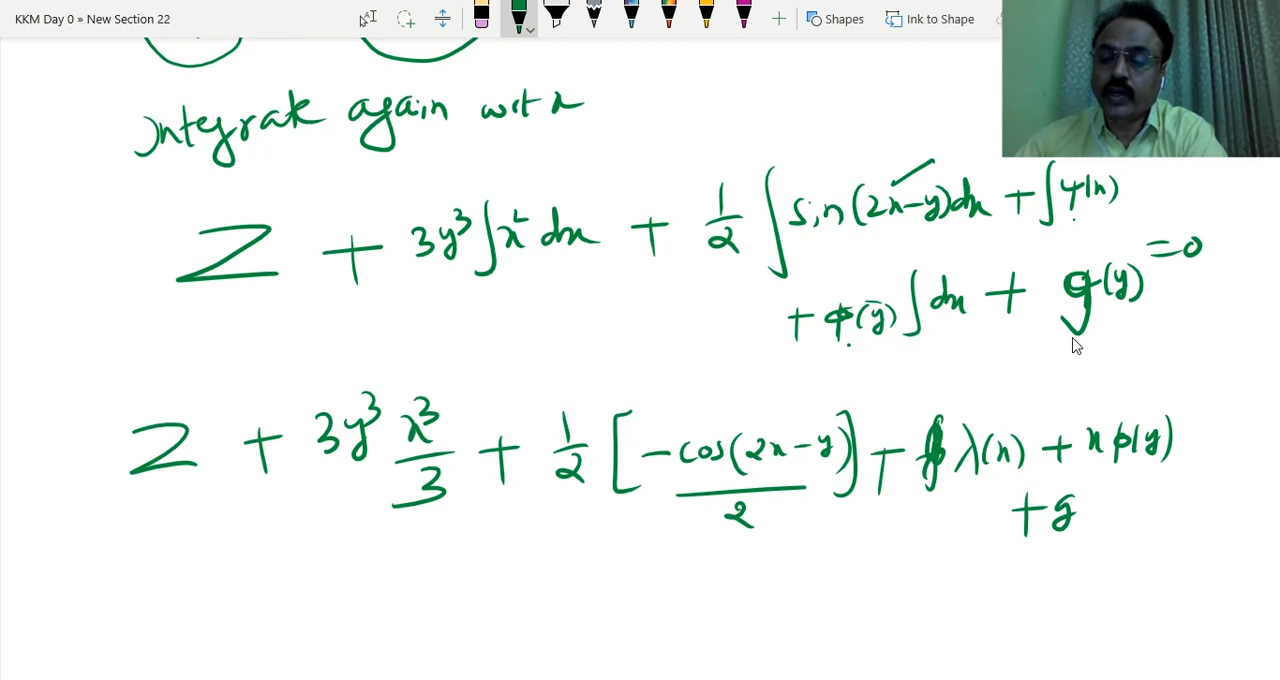 KKM Day 0 » New Section 22
Shapes
Ink to Shape
Integrate again wrt x
Z + 3y³ ∫x² dx + 1/2 ∫sin(2x-y)dx + ∫ψ(x)
+ φ(y) ∫dx + g(y) = 0
Z + 3y³ x³/3 + 1/2 [-cos(2x-y)/2] + λ(x) + x φ(y)
+ g